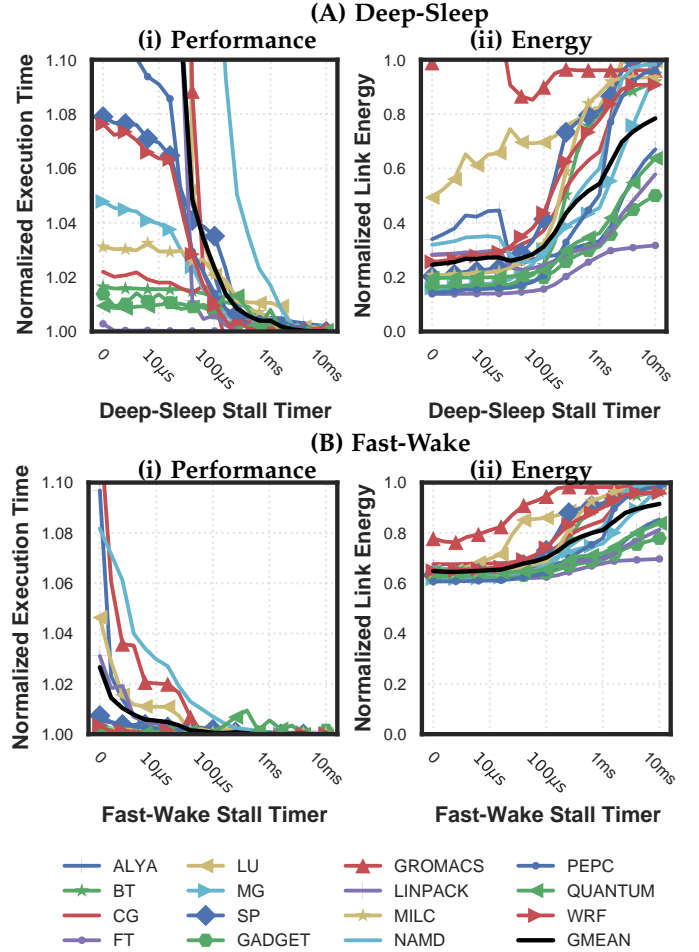 (A) Deep-Sleep
(i) Performance
(ii) Energy
Normalized Execution Time
1.10
1.08
1.06
1.04
1.02
1.00
0
10μs
100μs
1ms
10ms
Deep-Sleep Stall Timer
Normalized Link Energy
1.0
0.8
0.6
0.4
0.2
0.0
0
10μs
100μs
1ms
10ms
Deep-Sleep Stall Timer
(B) Fast-Wake
(i) Performance
(ii) Energy
Normalized Execution Time
1.10
1.08
1.06
1.04
1.02
1.00
0
10μs
100μs
1ms
10ms
Fast-Wake Stall Timer
Normalized Link Energy
1.0
0.8
0.6
0.4
0.2
0.0
0
10μs
100μs
1ms
10ms
Fast-Wake Stall Timer
ALYA LU GROMACS PEPC
BT MG LINPACK QUANTUM
CG SP MILC WRF
FT GADGET NAMD GMEAN